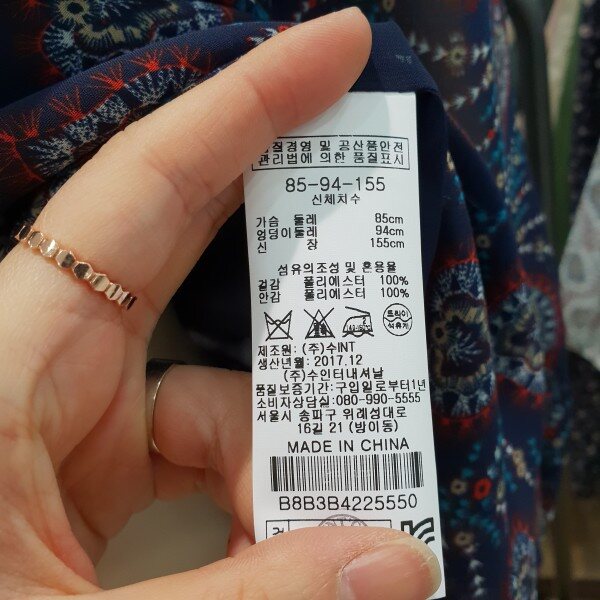 품질경영 및 공산품안전
관리법에 의한 품질표시
85-94-155
신체치수
가슴 둘레 85cm
엉덩이둘레 94cm
신 장 155cm
섬유의조성 및 혼용율
겉감 폴리에스터 100%
안감 폴리에스터 100%
드라이
석유계
제조원: (주)수INT
생산년월: 2017.12
(주)수인터내셔날
품질보증기간: 구입일로부터1년
소비자상담실: 080-990-5555
서울시 송파구 위례성대로
16길 21 (방이동)
MADE IN CHINA
B8B3B4225550